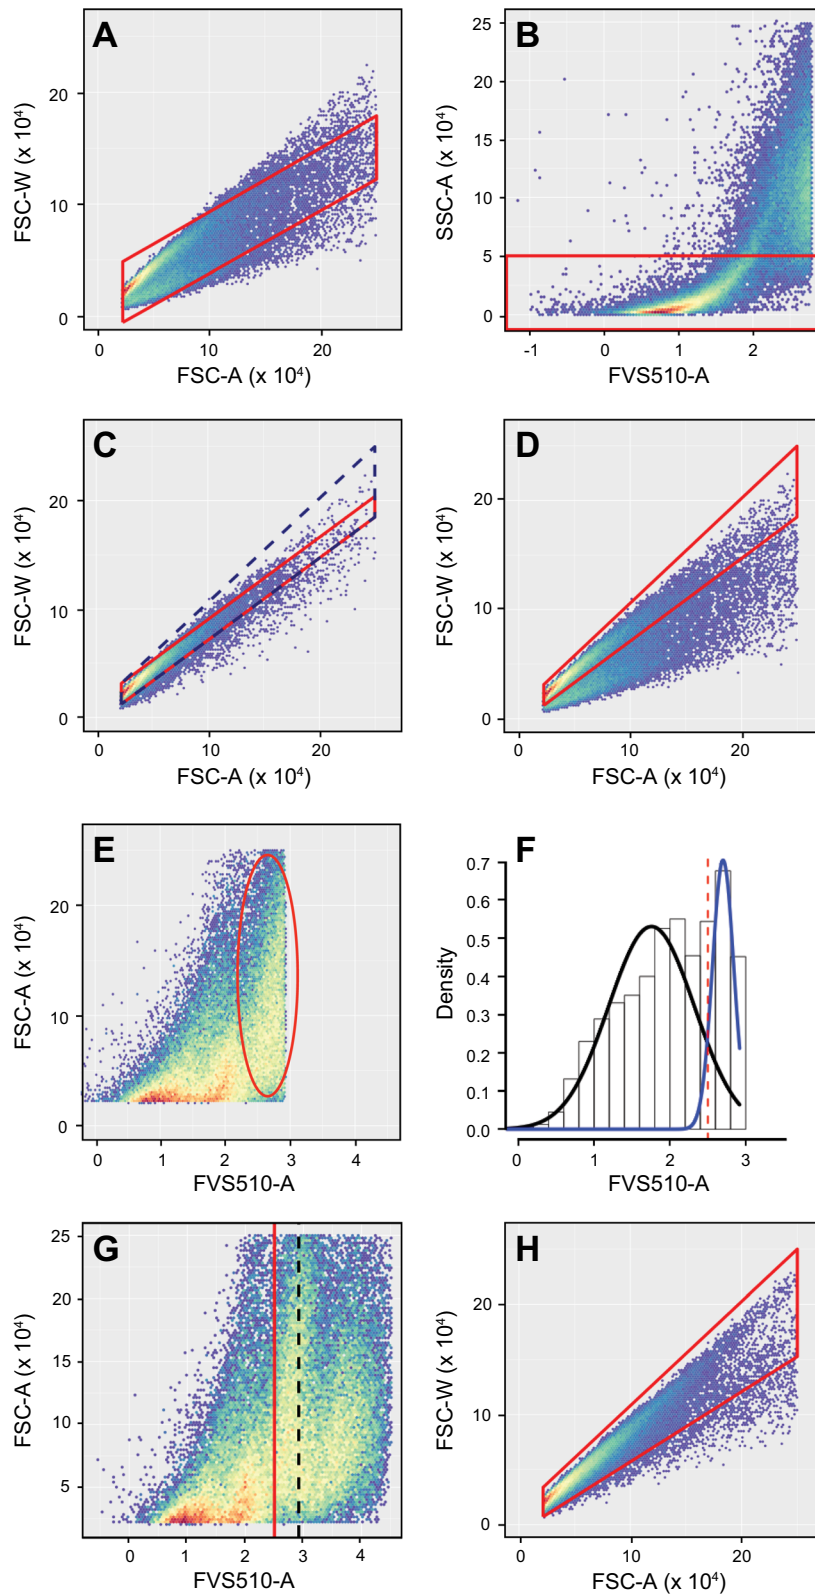 A
FSC-W (x 10⁴)
20
10
0
0 10 20
FSC-A (x 10⁴)
B
SSC-A (x 10⁴)
25
20
15
10
5
0
-1 0 1 2
FVS510-A
C
FSC-W (x 10⁴)
20
10
0
0 10 20
FSC-A (x 10⁴)
D
FSC-W (x 10⁴)
20
10
0
0 10 20
FSC-A (x 10⁴)
E
FSC-A (x 10⁴)
20
10
0
0 1 2 3 4
FVS510-A
F
Density
0.7
0.6
0.5
0.4
0.3
0.2
0.1
0.0
0 1 2 3
FVS510-A
G
FSC-A (x 10⁴)
25
20
15
10
5
0 1 2 3 4
FVS510-A
H
FSC-W (x 10⁴)
20
10
0
0 10 20
FSC-A (x 10⁴)